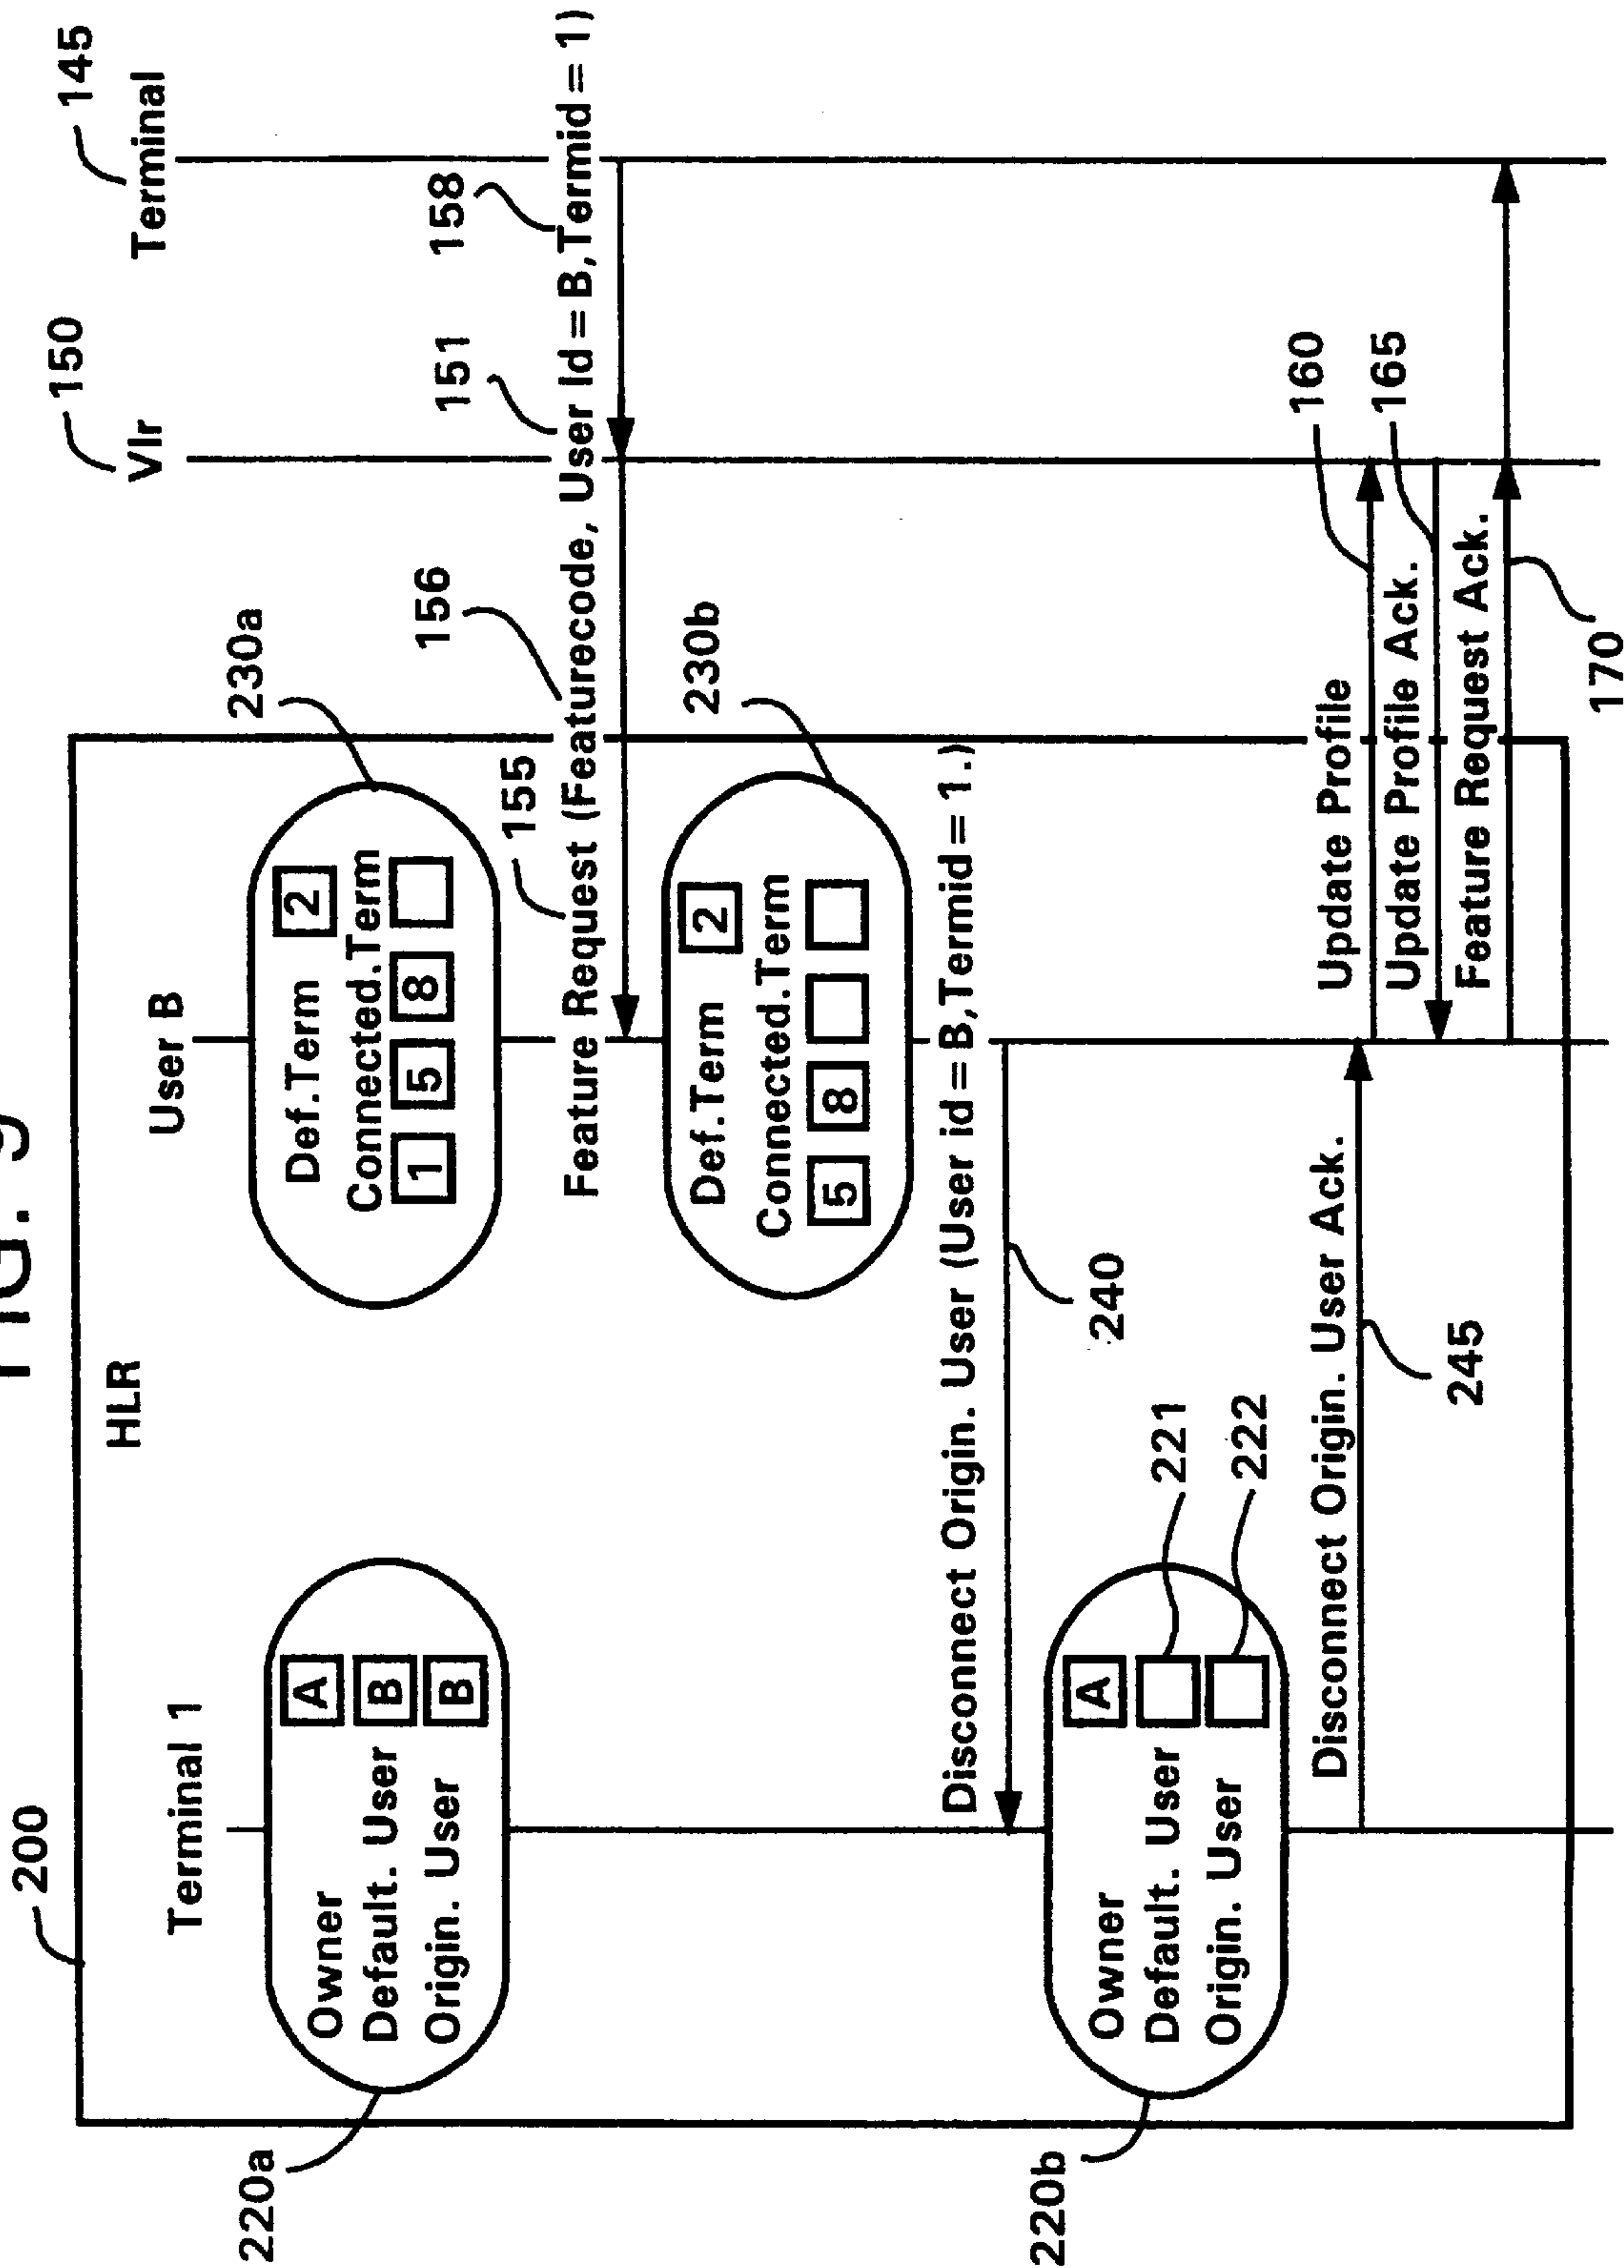 FIG. 9
200
HLR
150
145
Terminal 1
User B
Vlr
Terminal
220a
Owner A
Default. User B
Origin. User B
230a
Def.Term 2
Connected.Term
1 5 8
155
156
151
158
Feature Request (Featurecode, User Id = B,Termid = 1)
230b
Def.Term 2
Connected.Term
5 8
Disconnect Origin. User (User id = B,Termid = 1.)
240
220b
Owner A
Default. User
Origin. User
221
222
Disconnect Origin. User Ack.
245
Update Profile
160
Update Profile Ack.
165
Feature Request Ack.
170